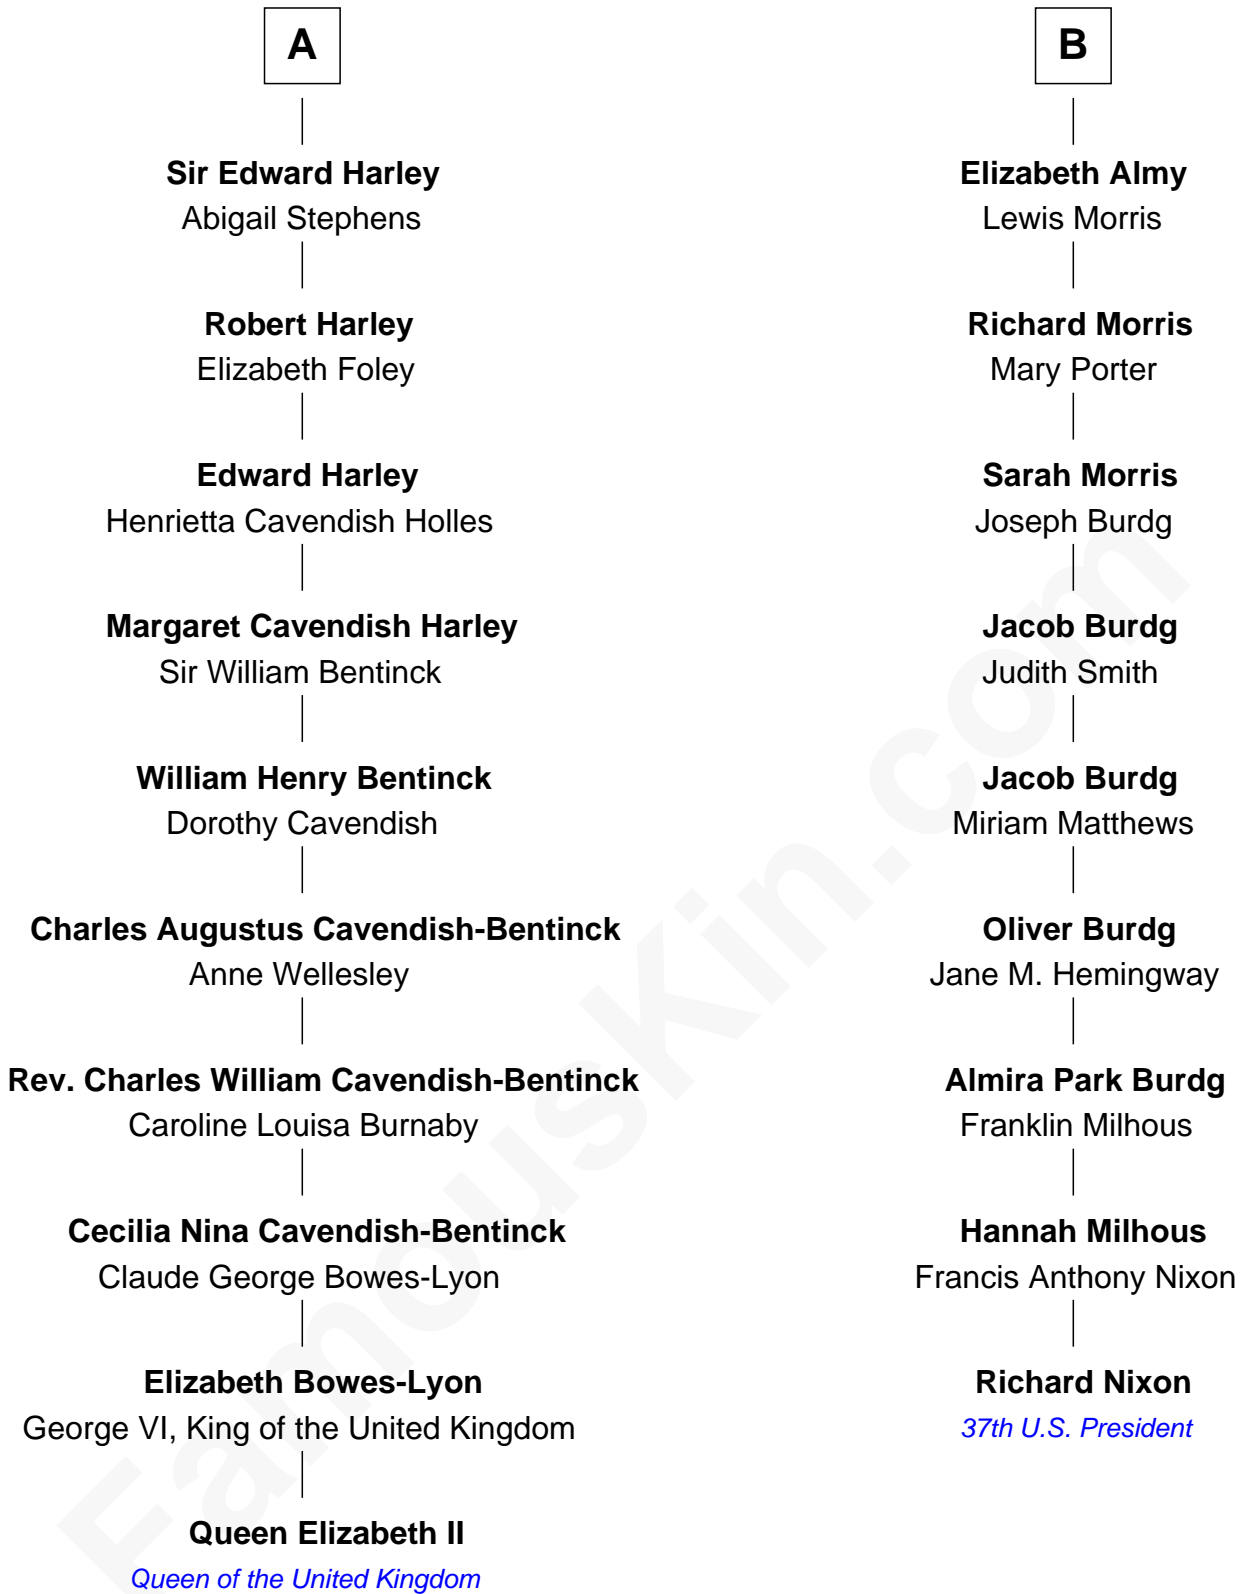 A
Sir Edward Harley
Abigail Stephens
Robert Harley
Elizabeth Foley
Edward Harley
Henrietta Cavendish Holles
Margaret Cavendish Harley
Sir William Bentinck
William Henry Bentinck
Dorothy Cavendish
Charles Augustus Cavendish-Bentinck
Anne Wellesley
Rev. Charles William Cavendish-Bentinck
Caroline Louisa Burnaby
Cecilia Nina Cavendish-Bentinck
Claude George Bowes-Lyon
Elizabeth Bowes-Lyon
George VI, King of the United Kingdom
Queen Elizabeth II
Queen of the United Kingdom
B
Elizabeth Almy
Lewis Morris
Richard Morris
Mary Porter
Sarah Morris
Joseph Burdg
Jacob Burdg
Judith Smith
Jacob Burdg
Miriam Matthews
Oliver Burdg
Jane M. Hemingway
Almira Park Burdg
Franklin Milhous
Hannah Milhous
Francis Anthony Nixon
Richard Nixon
37th U.S. President
FamousKin.com